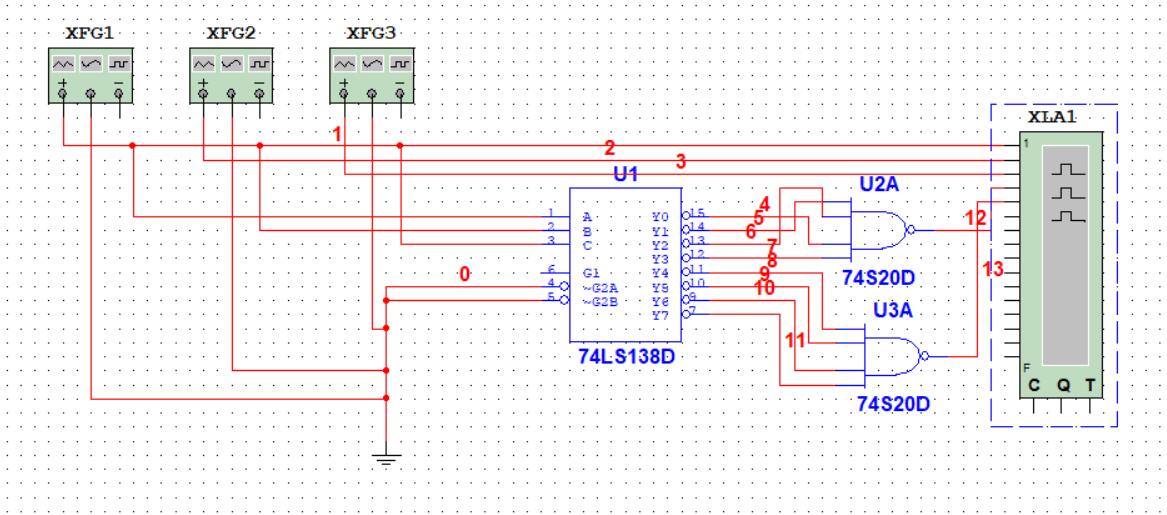 XFG1 XFG2 XFG3
+ − + − + −
XLA1
1
1
2
3
U1
U2A
1 A Y0 15
2 B Y1 14
3 C Y2 13
Y3 12
6 G1 Y4 11
4 ~G2A Y5 10
5 ~G2B Y6 9
Y7 7
74LS138D
0
4
5
6
7
8
9
10
11
74S20D
U3A
74S20D
12
13
F
C Q T